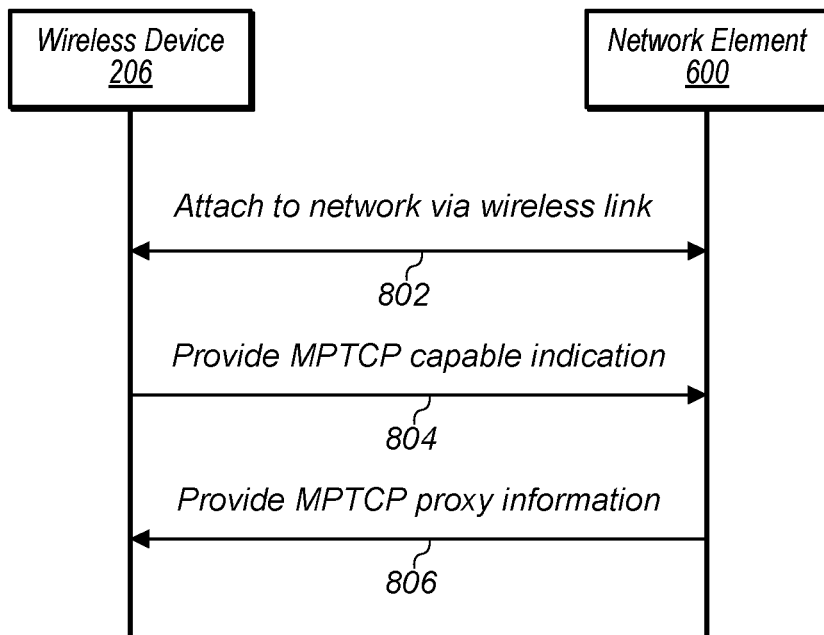 Wireless Device
206
Network Element
600
Attach to network via wireless link
802
Provide MPTCP capable indication
804
Provide MPTCP proxy information
806